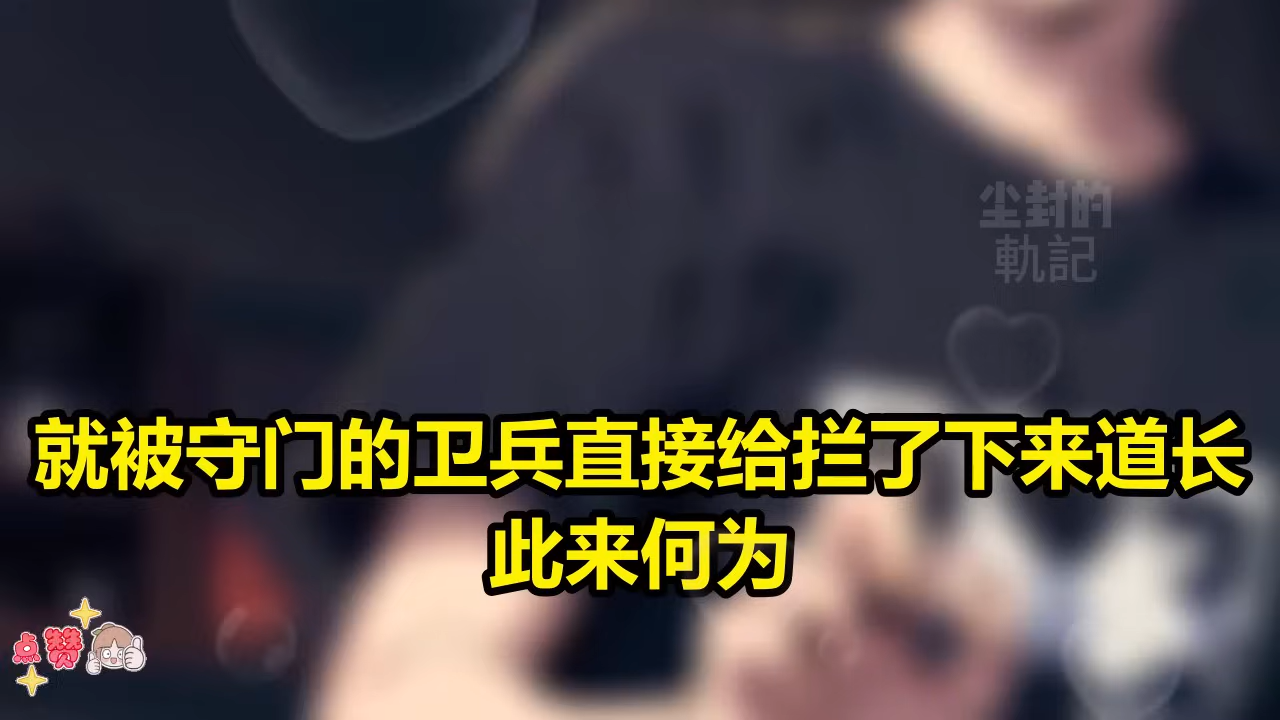 尘封的
軌記
就被守门的卫兵直接给拦了下来道长
此来何为
点赞